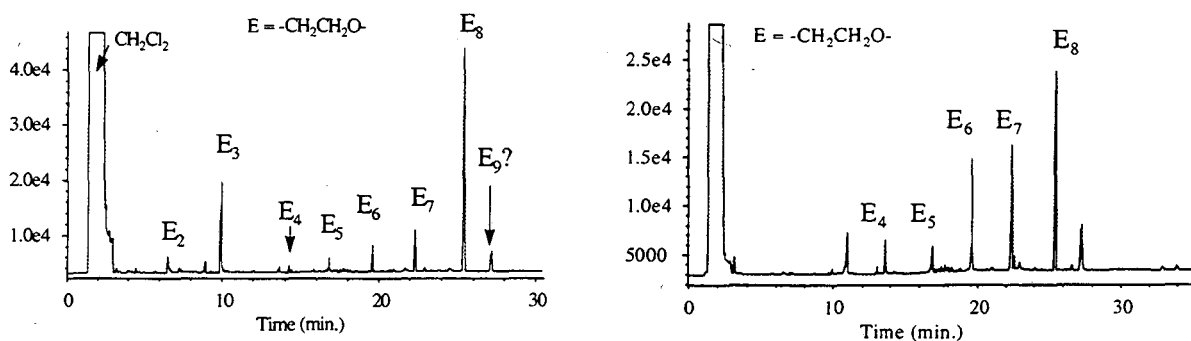 E = -CH₂CH₂O-
CH₂Cl₂
E₈
4.0e4
3.0e4
E₃
E₉?
2.0e4
E₄
E₆
E₇
E₂
E₅
1.0e4
0
10
20
30
Time (min.)
E = -CH₂CH₂O-
E₈
2.5e4
2.0e4
E₆
E₇
1.5e4
1.0e4
E₄
E₅
5000
0
10
20
30
Time (min.)